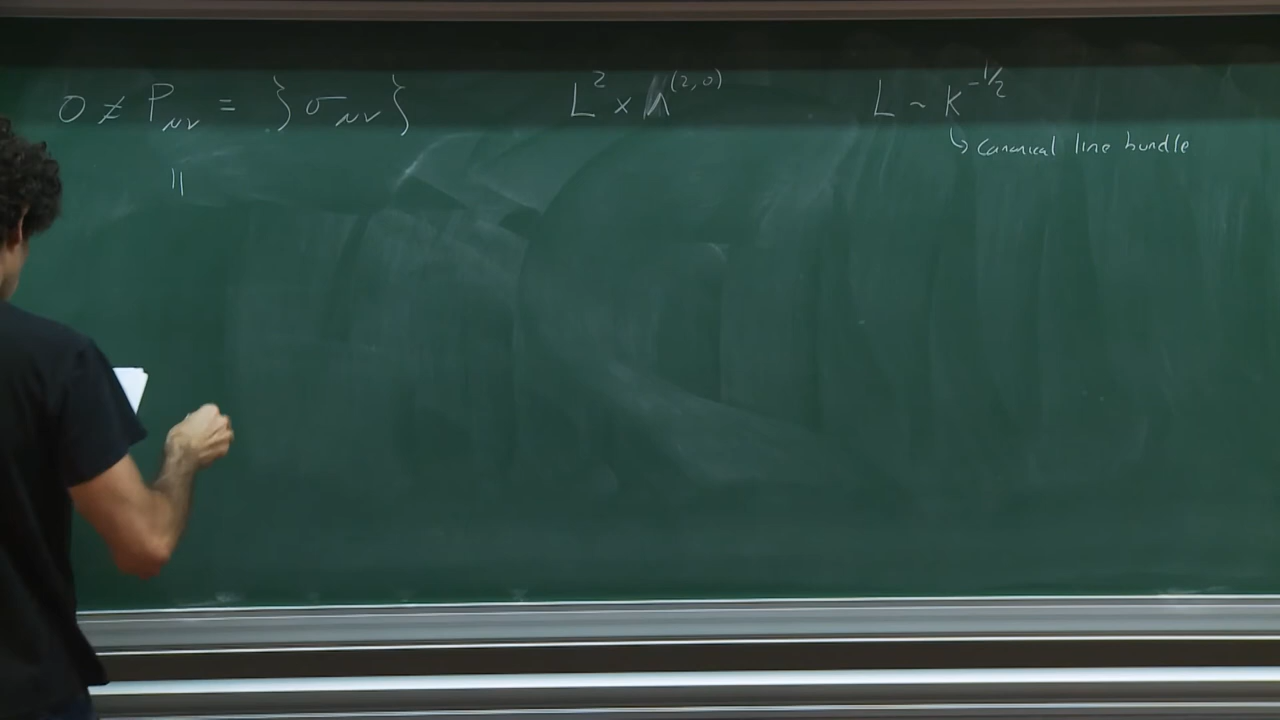 0 ≠ P_{μν} = ζ σ_{μν} ζ L² × Λ^{(2,0)} L ~ K^{-1/2}
↳ canonical line bundle
||